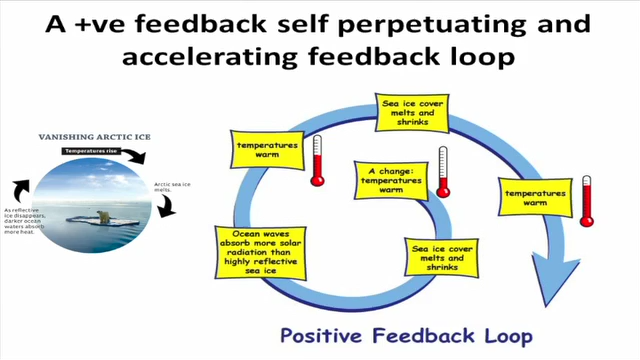 A +ve feedback self perpetuating and
accelerating feedback loop
VANISHING ARCTIC ICE
Temperatures rise
Arctic sea ice
melts.
As reflective
ice disappears,
darker ocean
waters absorb
more heat.
Sea ice cover
melts and
shrinks
temperatures
warm
A change:
temperatures
warm
temperatures
warm
Ocean waves
absorb more solar
radiation than
highly reflective
sea ice
Sea ice cover
melts and
shrinks
Positive Feedback Loop